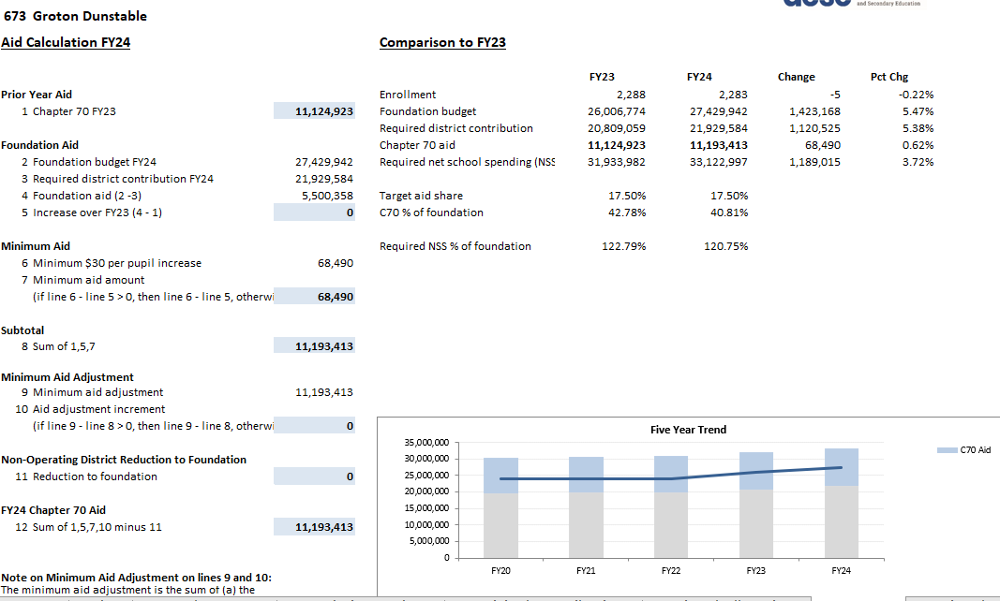 673 Groton Dunstable
and Secondary Education
Aid Calculation FY24
Comparison to FY23
FY23 FY24 Change Pct Chg
Prior Year Aid
1 Chapter 70 FY23 11,124,923
Foundation Aid
2 Foundation budget FY24 27,429,942
3 Required district contribution FY24 21,929,584
4 Foundation aid (2 -3) 5,500,358
5 Increase over FY23 (4 - 1) 0
Minimum Aid
6 Minimum $30 per pupil increase 68,490
7 Minimum aid amount
(if line 6 - line 5 > 0, then line 6 - line 5, otherwi 68,490
Subtotal
8 Sum of 1,5,7 11,193,413
Minimum Aid Adjustment
9 Minimum aid adjustment 11,193,413
10 Aid adjustment increment
(if line 9 - line 8 > 0, then line 9 - line 8, otherwi 0
Non-Operating District Reduction to Foundation
11 Reduction to foundation 0
FY24 Chapter 70 Aid
12 Sum of 1,5,7,10 minus 11 11,193,413
Note on Minimum Aid Adjustment on lines 9 and 10:
The minimum aid adjustment is the sum of (a) the
Enrollment 2,288 2,283 -5 -0.22%
Foundation budget 26,006,774 27,429,942 1,423,168 5.47%
Required district contribution 20,809,059 21,929,584 1,120,525 5.38%
Chapter 70 aid 11,124,923 11,193,413 68,490 0.62%
Required net school spending (NSS 31,933,982 33,122,997 1,189,015 3.72%
Target aid share 17.50% 17.50%
C70 % of foundation 42.78% 40.81%
Required NSS % of foundation 122.79% 120.75%
Five Year Trend
35,000,000
30,000,000
25,000,000
20,000,000
15,000,000
10,000,000
5,000,000
0
FY20 FY21 FY22 FY23 FY24
C70 Aid